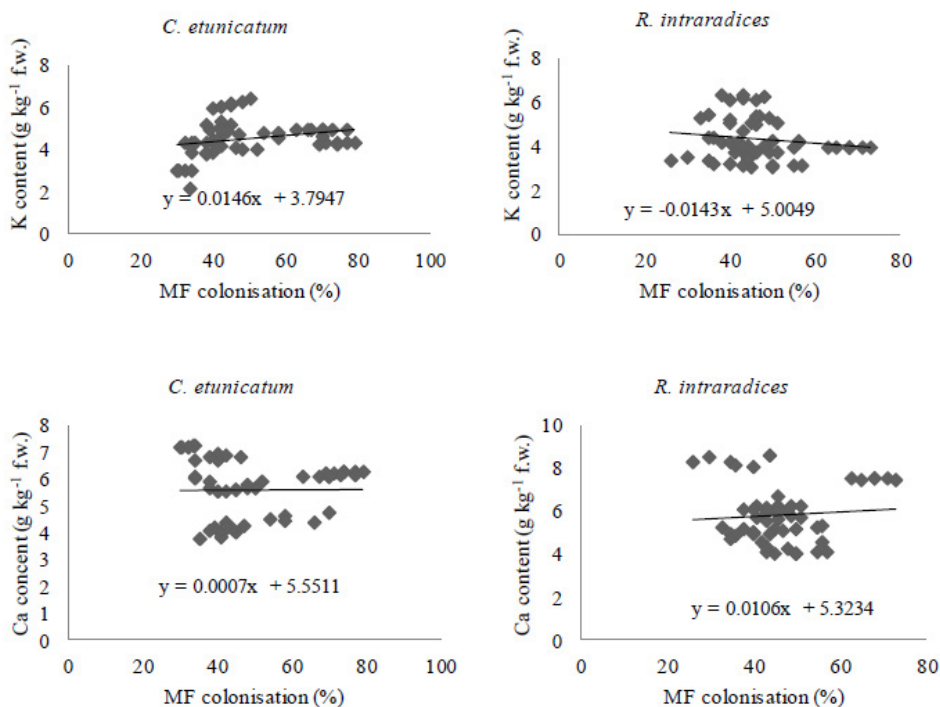 C. etunicatum
K content (g kg⁻¹ f.w.)
8
6
4
2
0
y = 0.0146x + 3.7947
0 20 40 60 80 100
MF colonisation (%)
R. intraradices
K content (g kg⁻¹ f.w.)
8
6
4
2
0
y = -0.0143x + 5.0049
0 20 40 60 80
MF colonisation (%)
C. etunicatum
Ca concent (g kg⁻¹ f.w.)
8
7
6
5
4
3
2
1
0
y = 0.0007x + 5.5511
0 20 40 60 80 100
MF colonisation (%)
R. intraradices
Ca content (g kg⁻¹ f.w.)
10
8
6
4
2
0
y = 0.0106x + 5.3234
0 20 40 60 80
MF colonisation (%)